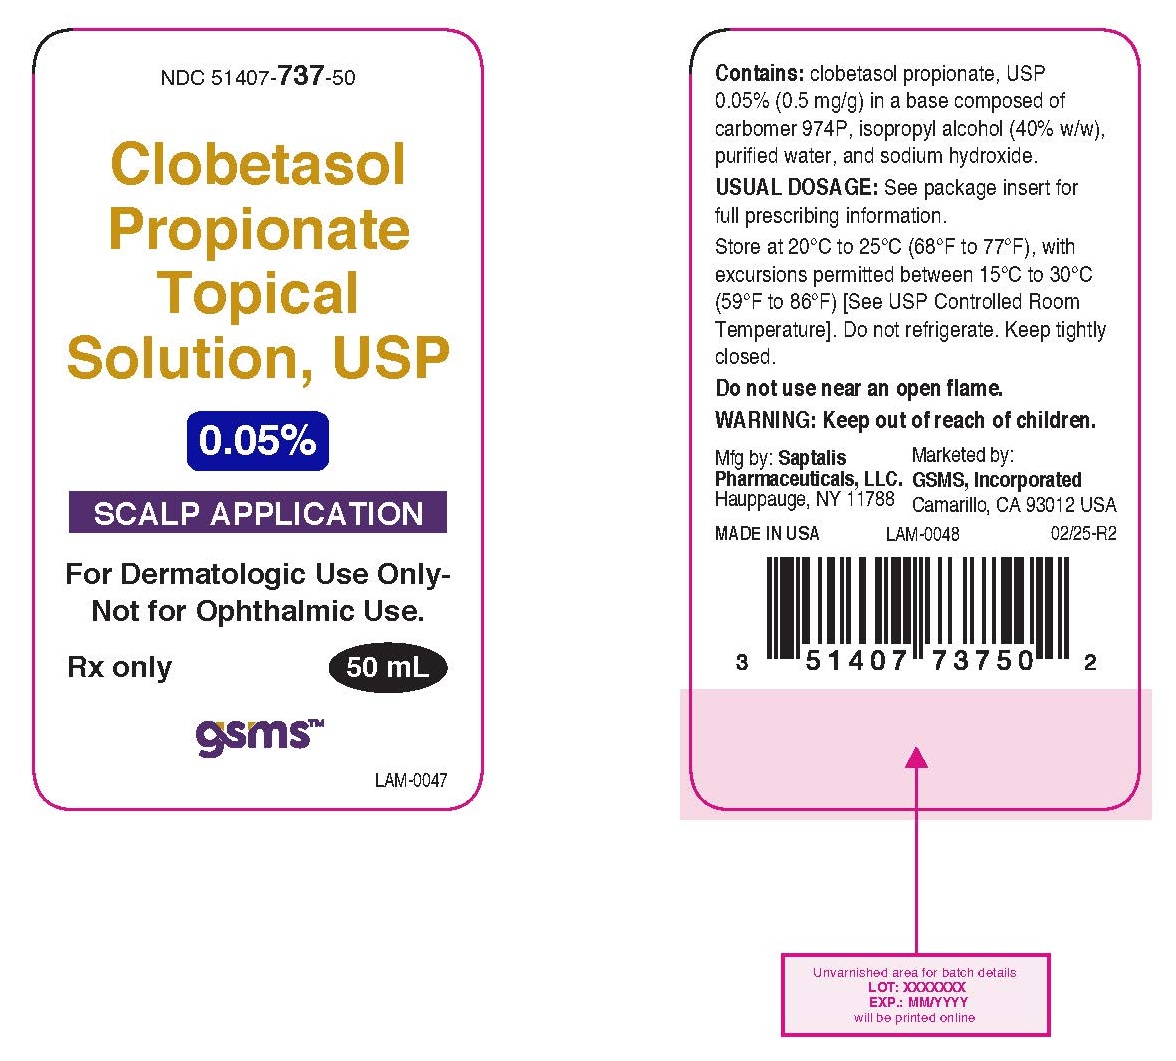 NDC 51407-737-50
Clobetasol
Propionate
Topical
Solution, USP
0.05%
SCALP APPLICATION
For Dermatologic Use Only-
Not for Ophthalmic Use.
Rx only
50 mL
gsms™
LAM-0047
Contains: clobetasol propionate, USP
0.05% (0.5 mg/g) in a base composed of
carbomer 974P, isopropyl alcohol (40% w/w),
purified water, and sodium hydroxide.
USUAL DOSAGE: See package insert for
full prescribing information.
Store at 20°C to 25°C (68°F to 77°F), with
excursions permitted between 15°C to 30°C
(59°F to 86°F) [See USP Controlled Room
Temperature]. Do not refrigerate. Keep tightly
closed.
Do not use near an open flame.
WARNING: Keep out of reach of children.
Mfg by: Saptalis
Pharmaceuticals, LLC.
Hauppauge, NY 11788
Marketed by:
GSMS, Incorporated
Camarillo, CA 93012 USA
MADE IN USA LAM-0048 02/25-R2
3 51407 73750 2
Unvarnished area for batch details
LOT: XXXXXXX
EXP.: MM/YYYY
will be printed online